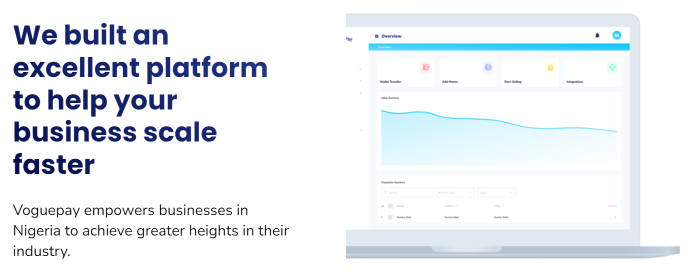 We built an
excellent platform
to help your
business scale
faster
Voguepay empowers businesses in
Nigeria to achieve greater heights in their
industry.
Pay
Overview
Wallet Transfer
Add Money
Start Selling
Integrations